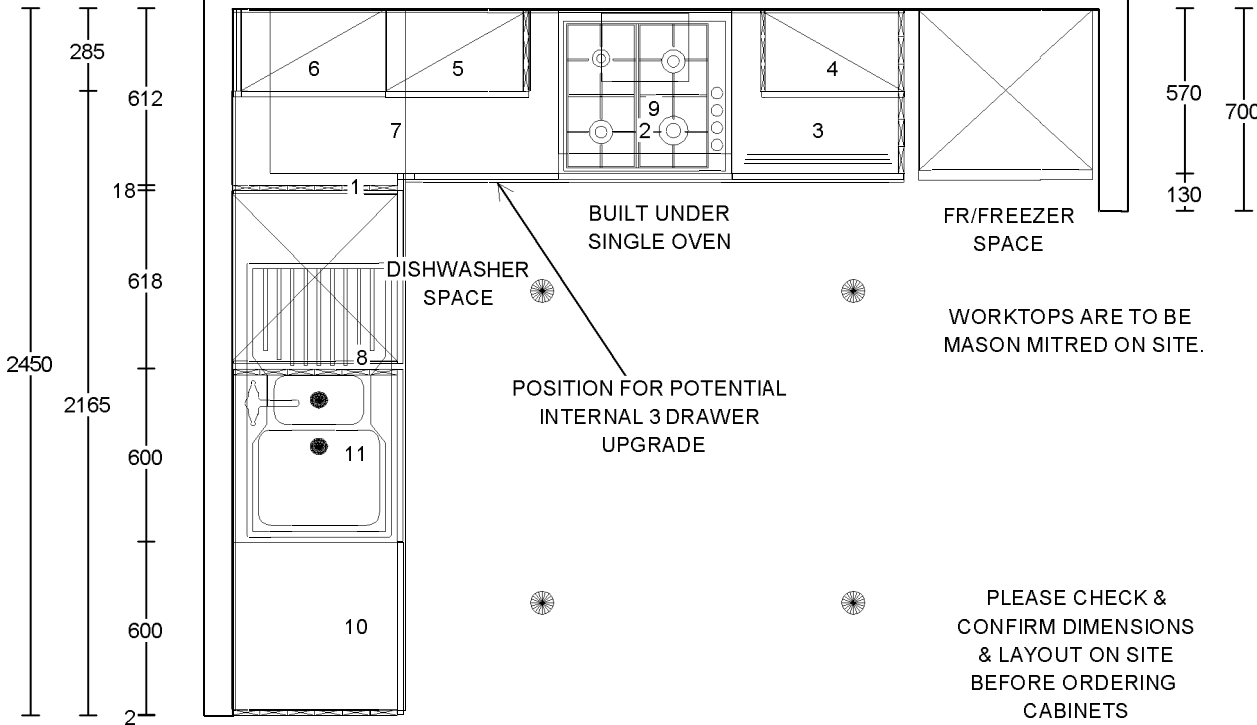 285
612
18
618
2450
2165
600
600
2
6
5
4
9
7
2
3
1
570
700
130
BUILT UNDER
SINGLE OVEN
FR/FREEZER
SPACE
DISHWASHER
SPACE
WORKTOPS ARE TO BE
MASON MITRED ON SITE.
8
POSITION FOR POTENTIAL
INTERNAL 3 DRAWER
UPGRADE
11
10
PLEASE CHECK &
CONFIRM DIMENSIONS
& LAYOUT ON SITE
BEFORE ORDERING
CABINETS